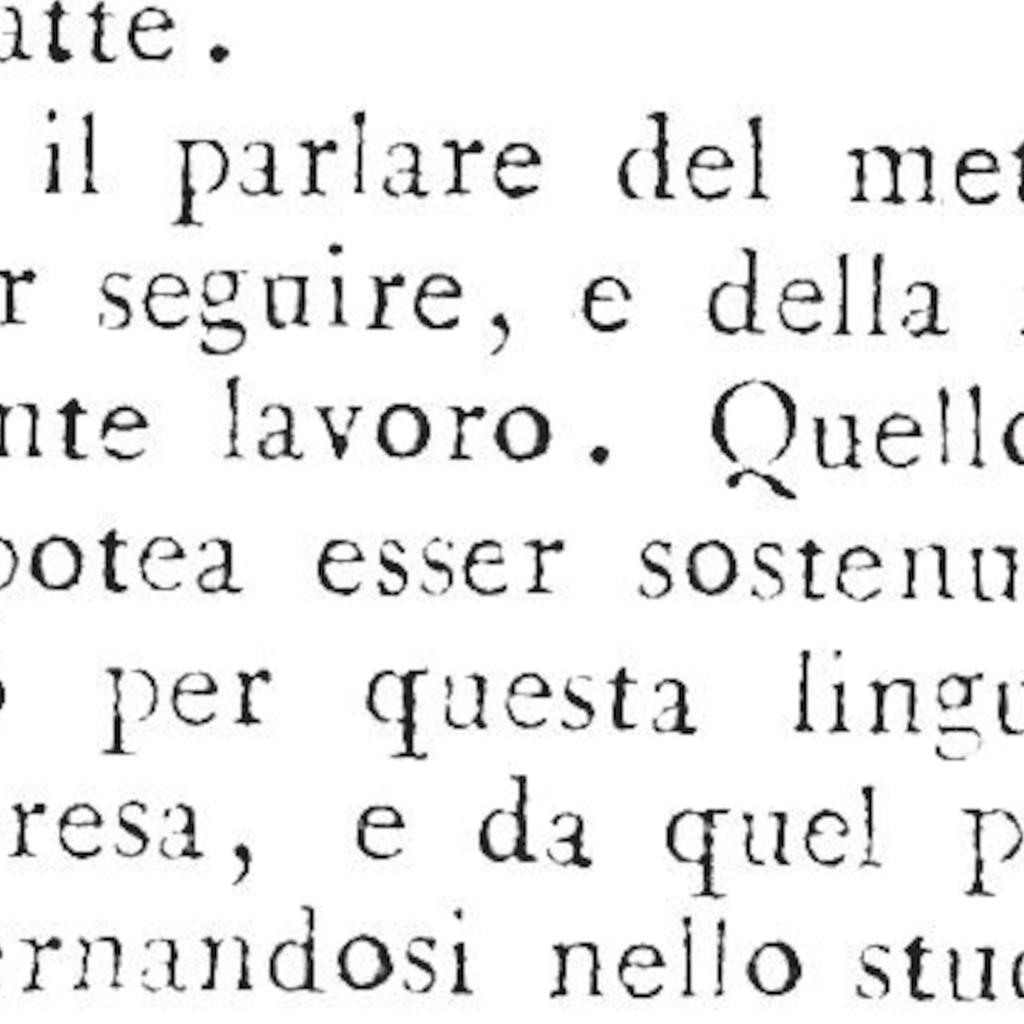 atte.
il parlare del met
r seguire, e della
nte lavoro. Quello
potea esser sostenu
per questa lingu
resa, e da quel p
ernandosi nello stud